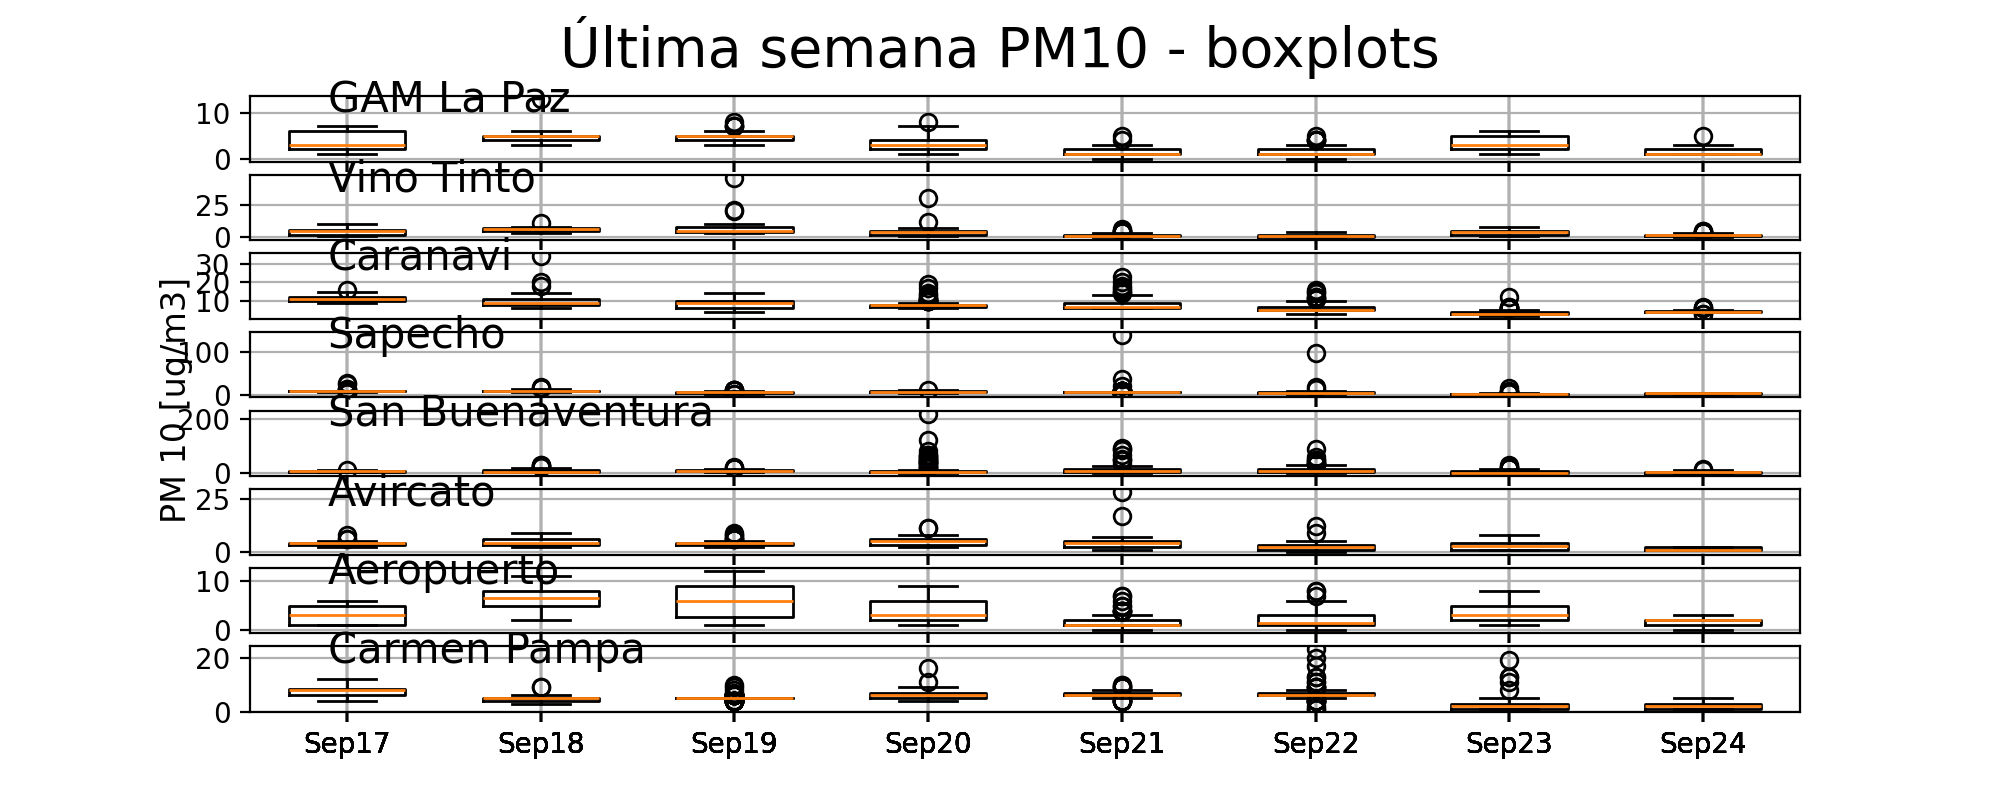 Última semana PM10 - boxplots
GAM La Paz
10
0
Vino Tinto
25
0
Caranavi
30
20
10
Sapecho
100
0
San Buenaventura
200
0
Avircato
25
0
Aeropuerto
10
0
Carmen Pampa
20
0
PM 10 [ug/m3]
Sep17 Sep18 Sep19 Sep20 Sep21 Sep22 Sep23 Sep24